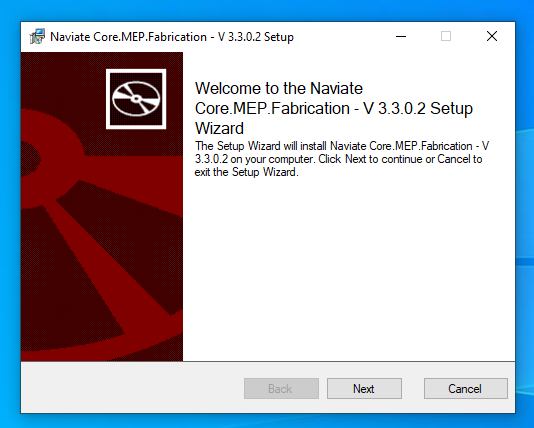 Naviate Core.MEP.Fabrication - V 3.3.0.2 Setup
Welcome to the Naviate
Core.MEP.Fabrication - V 3.3.0.2 Setup
Wizard
The Setup Wizard will install Naviate Core.MEP.Fabrication - V
3.3.0.2 on your computer. Click Next to continue or Cancel to
exit the Setup Wizard.
Back
Next
Cancel